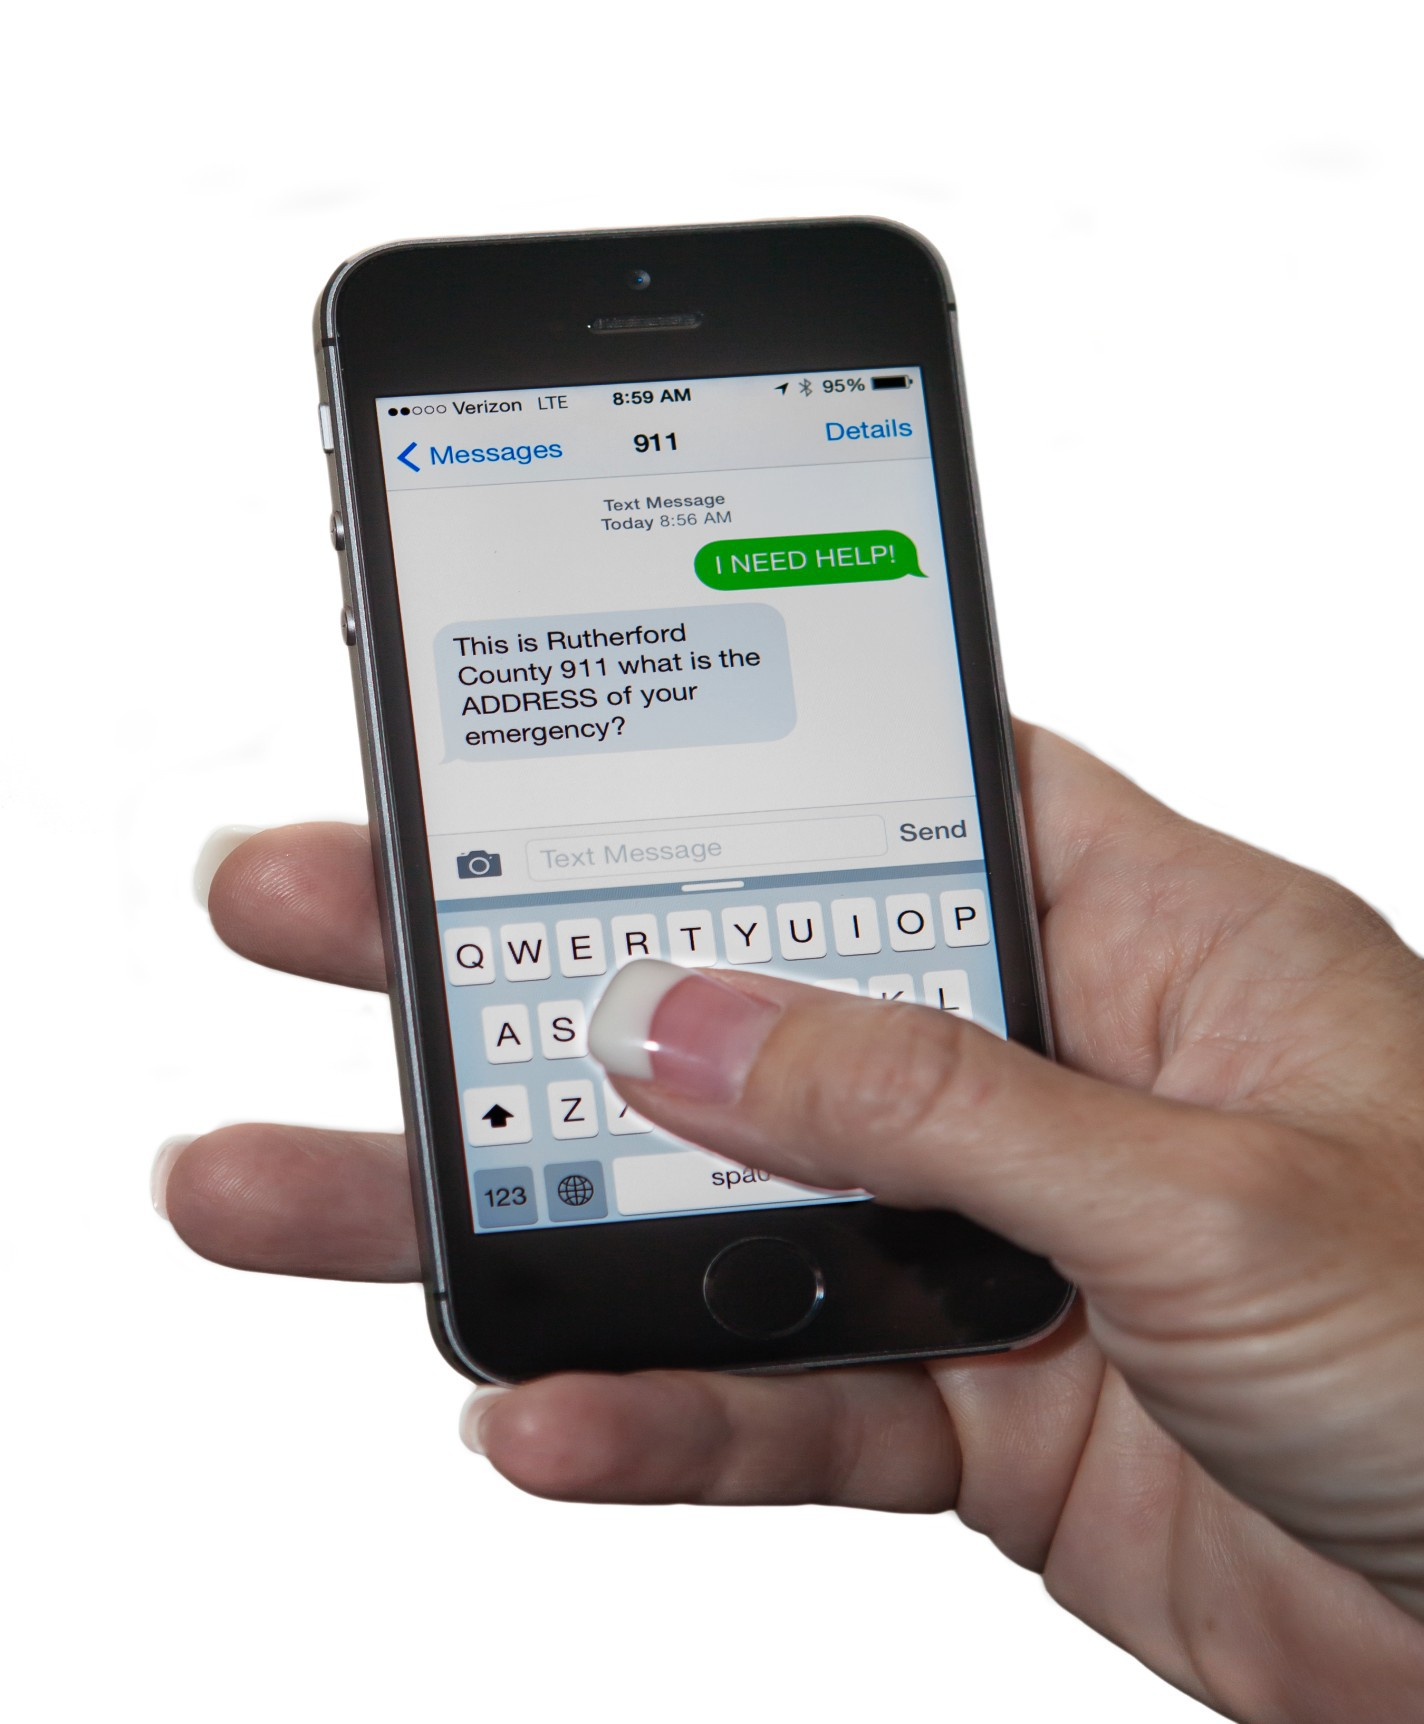 Verizon LTE 8:59 AM 95%
Messages 911 Details
Text Message
Today 8:56 AM
I NEED HELP!
This is Rutherford
County 911 what is the
ADDRESS of your
emergency?
Text Message Send
Q W E R T Y U I O P
A S K L
Z
123